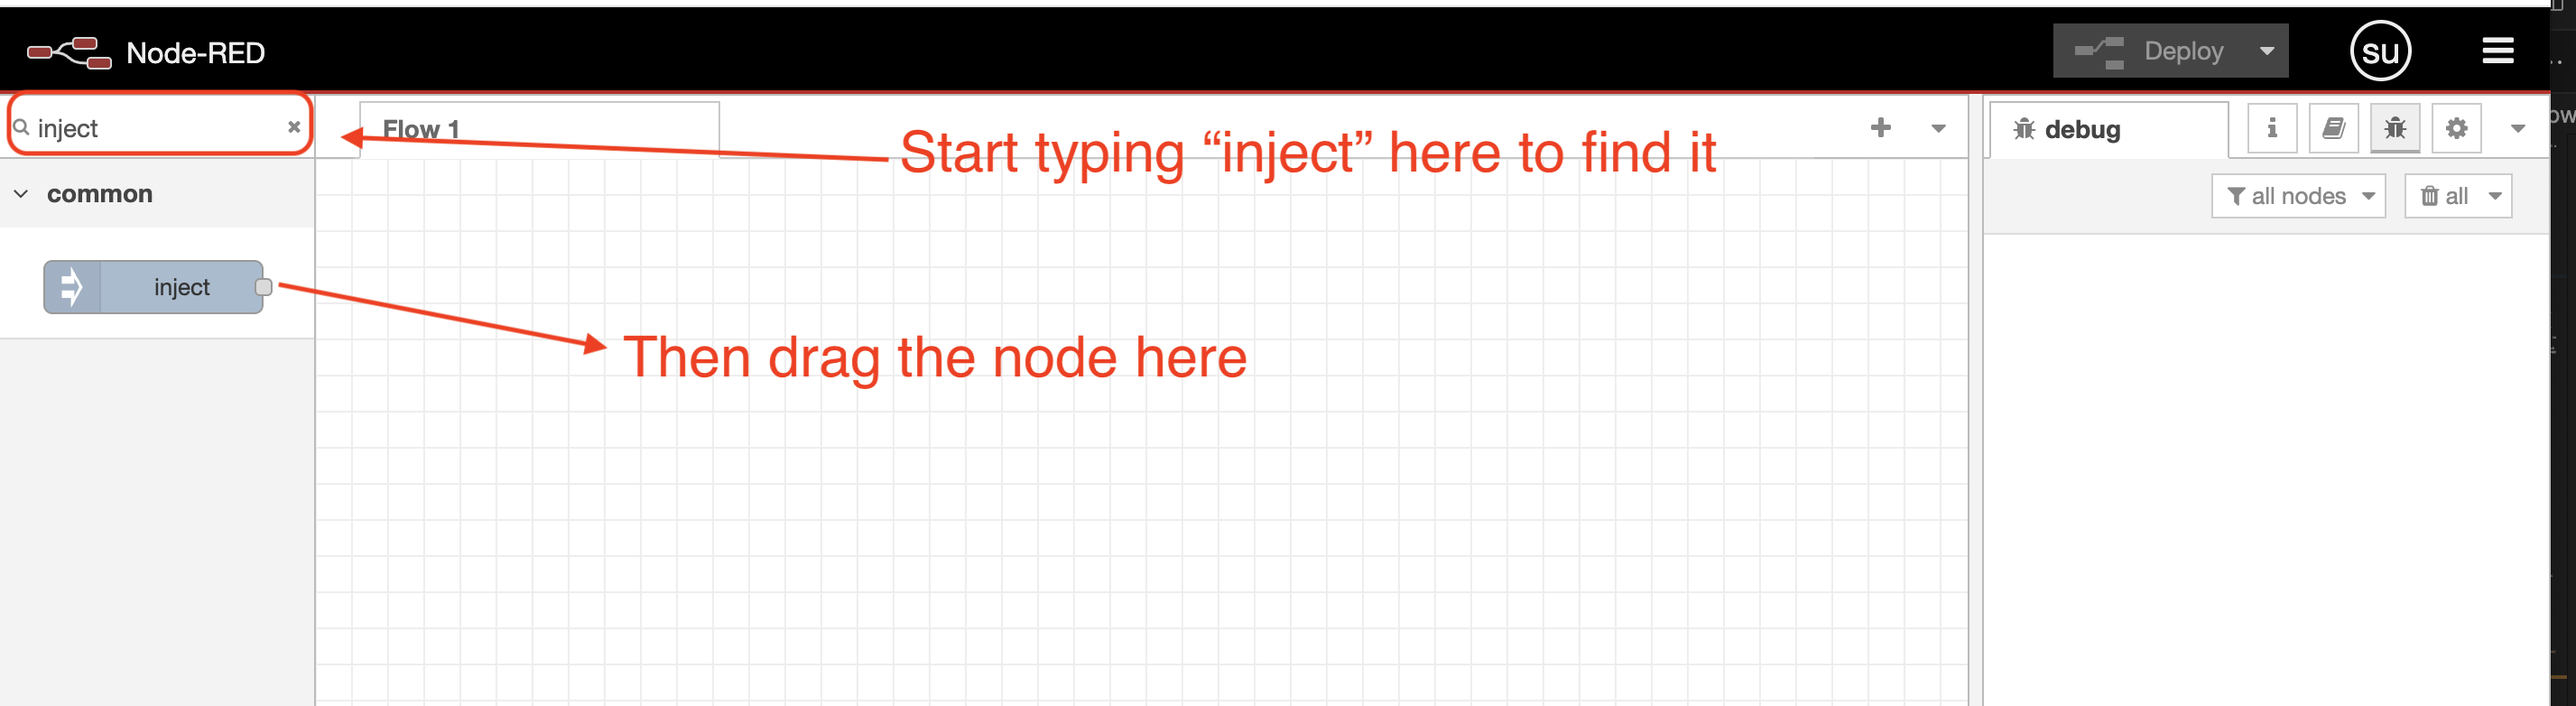 Node-RED
Deploy
su
inject
Flow 1
Start typing “inject” here to find it
debug
common
all nodes
all
inject
Then drag the node here